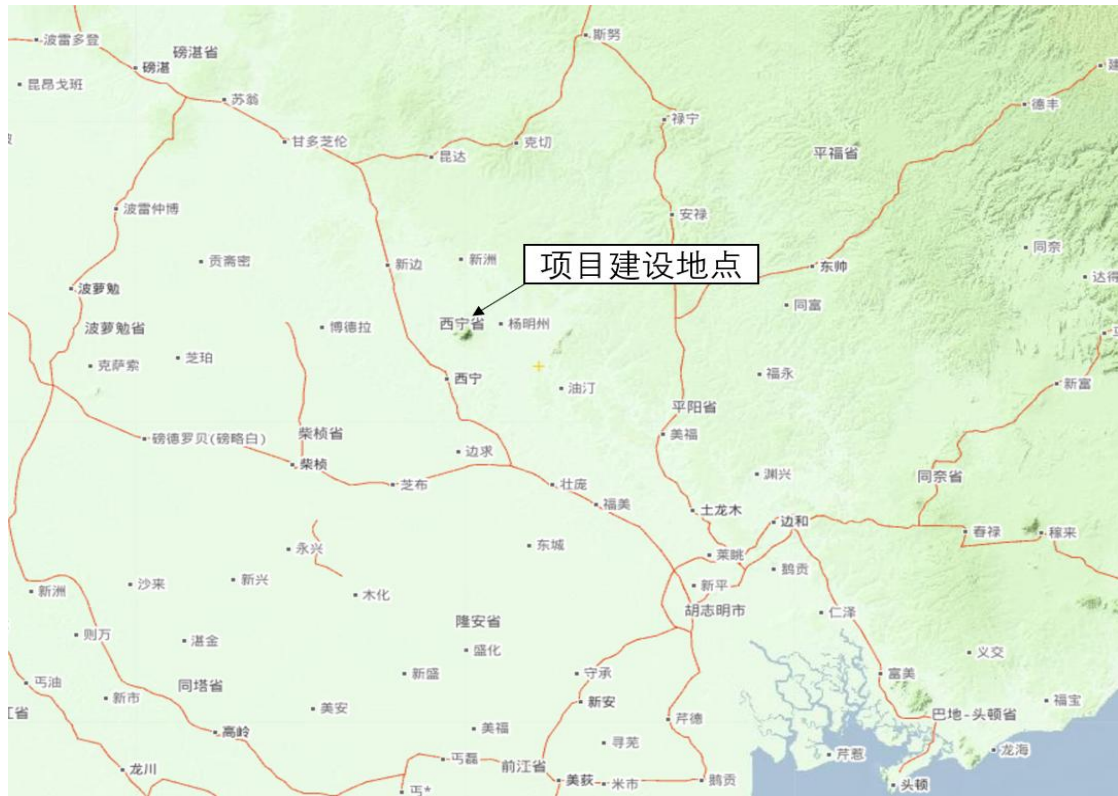 斯努
波雷多登
磅湛省
磅湛
建
昆昂戈班
苏翁
德丰
禄宁
甘多芝伦
克切
昆达
平福省
波雷仲博
安禄
同奈
贡斋密
新边
新洲
项目建设地点
东帅
达得
波萝勉
同富
波萝勉省
博德拉
西宁省
杨明州
克萨索
芝珀
西宁
油汀
福永
新富
平阳省
磅德罗贝(磅略白)
柴桢省
美福
柴桢
边求
芝布
壮庞
渊兴
同奈省
福美
土龙木
边和
春禄
稼来
永兴
东城
莱眺
鹅贡
新洲
沙来
新兴
木化
新平
胡志明市
仁泽
隆安省
则万
湛金
盛化
义交
丐油
新市
同塔省
新盛
守承
富美
江省
美安
新安
芹德
福宝
巴地-头顿省
高岭
美福
寻芜
龙川
丐磊
前江省
芹惹
龙海
丐*
美荻
米市
鹅贡
头顿